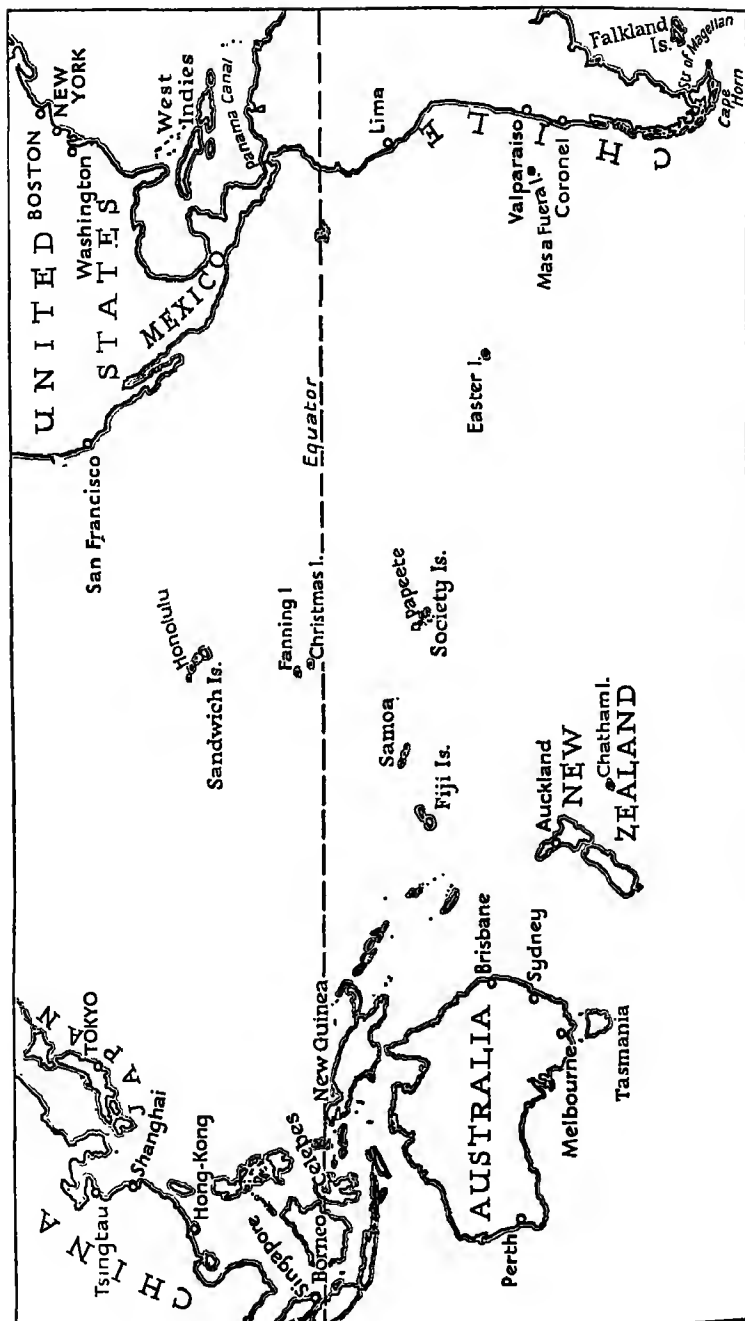 CHINA
Tsingtau
Shanghai
Hong-Kong
JAPAN
TOKYO
Singapore
Borneo
Celebes
New Guinea
AUSTRALIA
Perth
Brisbane
Sydney
Melbourne
Tasmania
Auckland
NEW
ZEALAND
Chatham I.
Honolulu
Sandwich Is.
Fanning I
Christmas I.
Samoa
Fiji Is.
Papeete
Society Is.
Equator
San Francisco
UNITED
STATES
BOSTON
NEW
YORK
Washington
MEXICO
West
Indies
Panama Canal
Lima
Easter I.
CHILE
Valparaiso
Masa Fuera I.
Coronel
Falkland
Is.
Str of Magellan
Cape
Horn